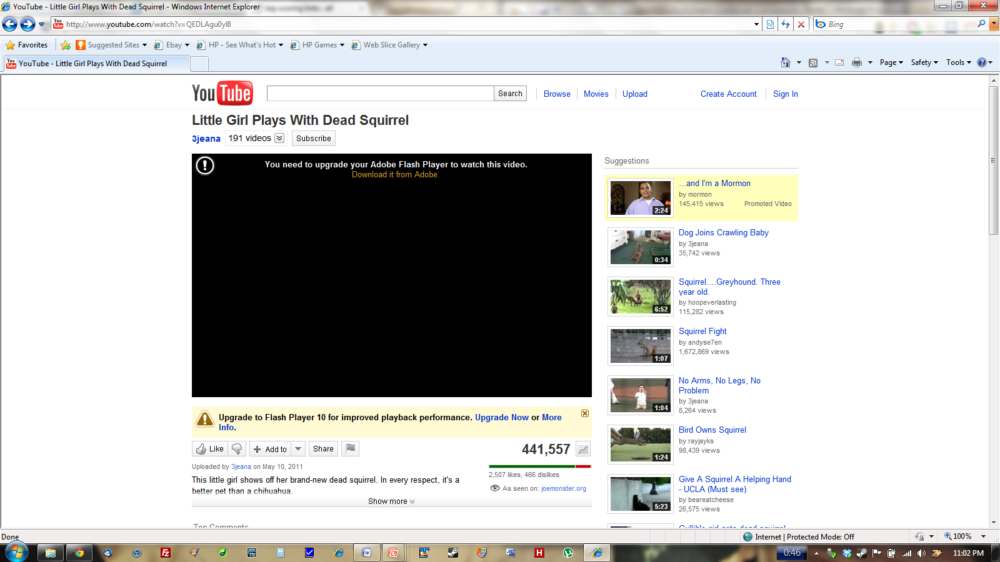 YouTube - Little Girl Plays With Dead Squirrel - Windows Internet Explorer
http://www.youtube.com/watch?v=QEDLAgu0yI8
Bing
Favorites
Suggested Sites
Ebay
HP - See What's Hot
HP Games
Web Slice Gallery
YouTube - Little Girl Plays With Dead Squirrel
Page
Safety
Tools
YouTube
Search
Browse
Movies
Upload
Create Account
Sign In
Little Girl Plays With Dead Squirrel
3jeana
191 videos
Subscribe
You need to upgrade your Adobe Flash Player to watch this video.
Download it from Adobe.
Upgrade to Flash Player 10 for improved playback performance. Upgrade Now or More
Info.
Like
Add to
Share
441,557
Uploaded by 3jeana on May 10, 2011
2,507 likes, 466 dislikes
This little girl shows off her brand-new dead squirrel. In every respect, it's a
better pet than a chihuahua.
As seen on: joemonster.org
Show more
Top Comments
Suggestions
2:24
...and I'm a Mormon
by mormon
145,415 views
Promoted Video
0:34
Dog Joins Crawling Baby
by 3jeana
35,742 views
6:52
Squirrel....Greyhound. Three
year old.
by hoopeverlasting
115,282 views
1:07
Squirrel Fight
by andyse7en
1,672,869 views
1:04
No Arms, No Legs, No
Problem
by 3jeana
8,264 views
1:24
Bird Owns Squirrel
by rayjayks
98,439 views
5:23
Give A Squirrel A Helping Hand
- UCLA (Must see)
by beareatcheese
26,575 views
Gullible girl gets dead squirrel
Done
Internet | Protected Mode: Off
100%
0:46
11:02 PM